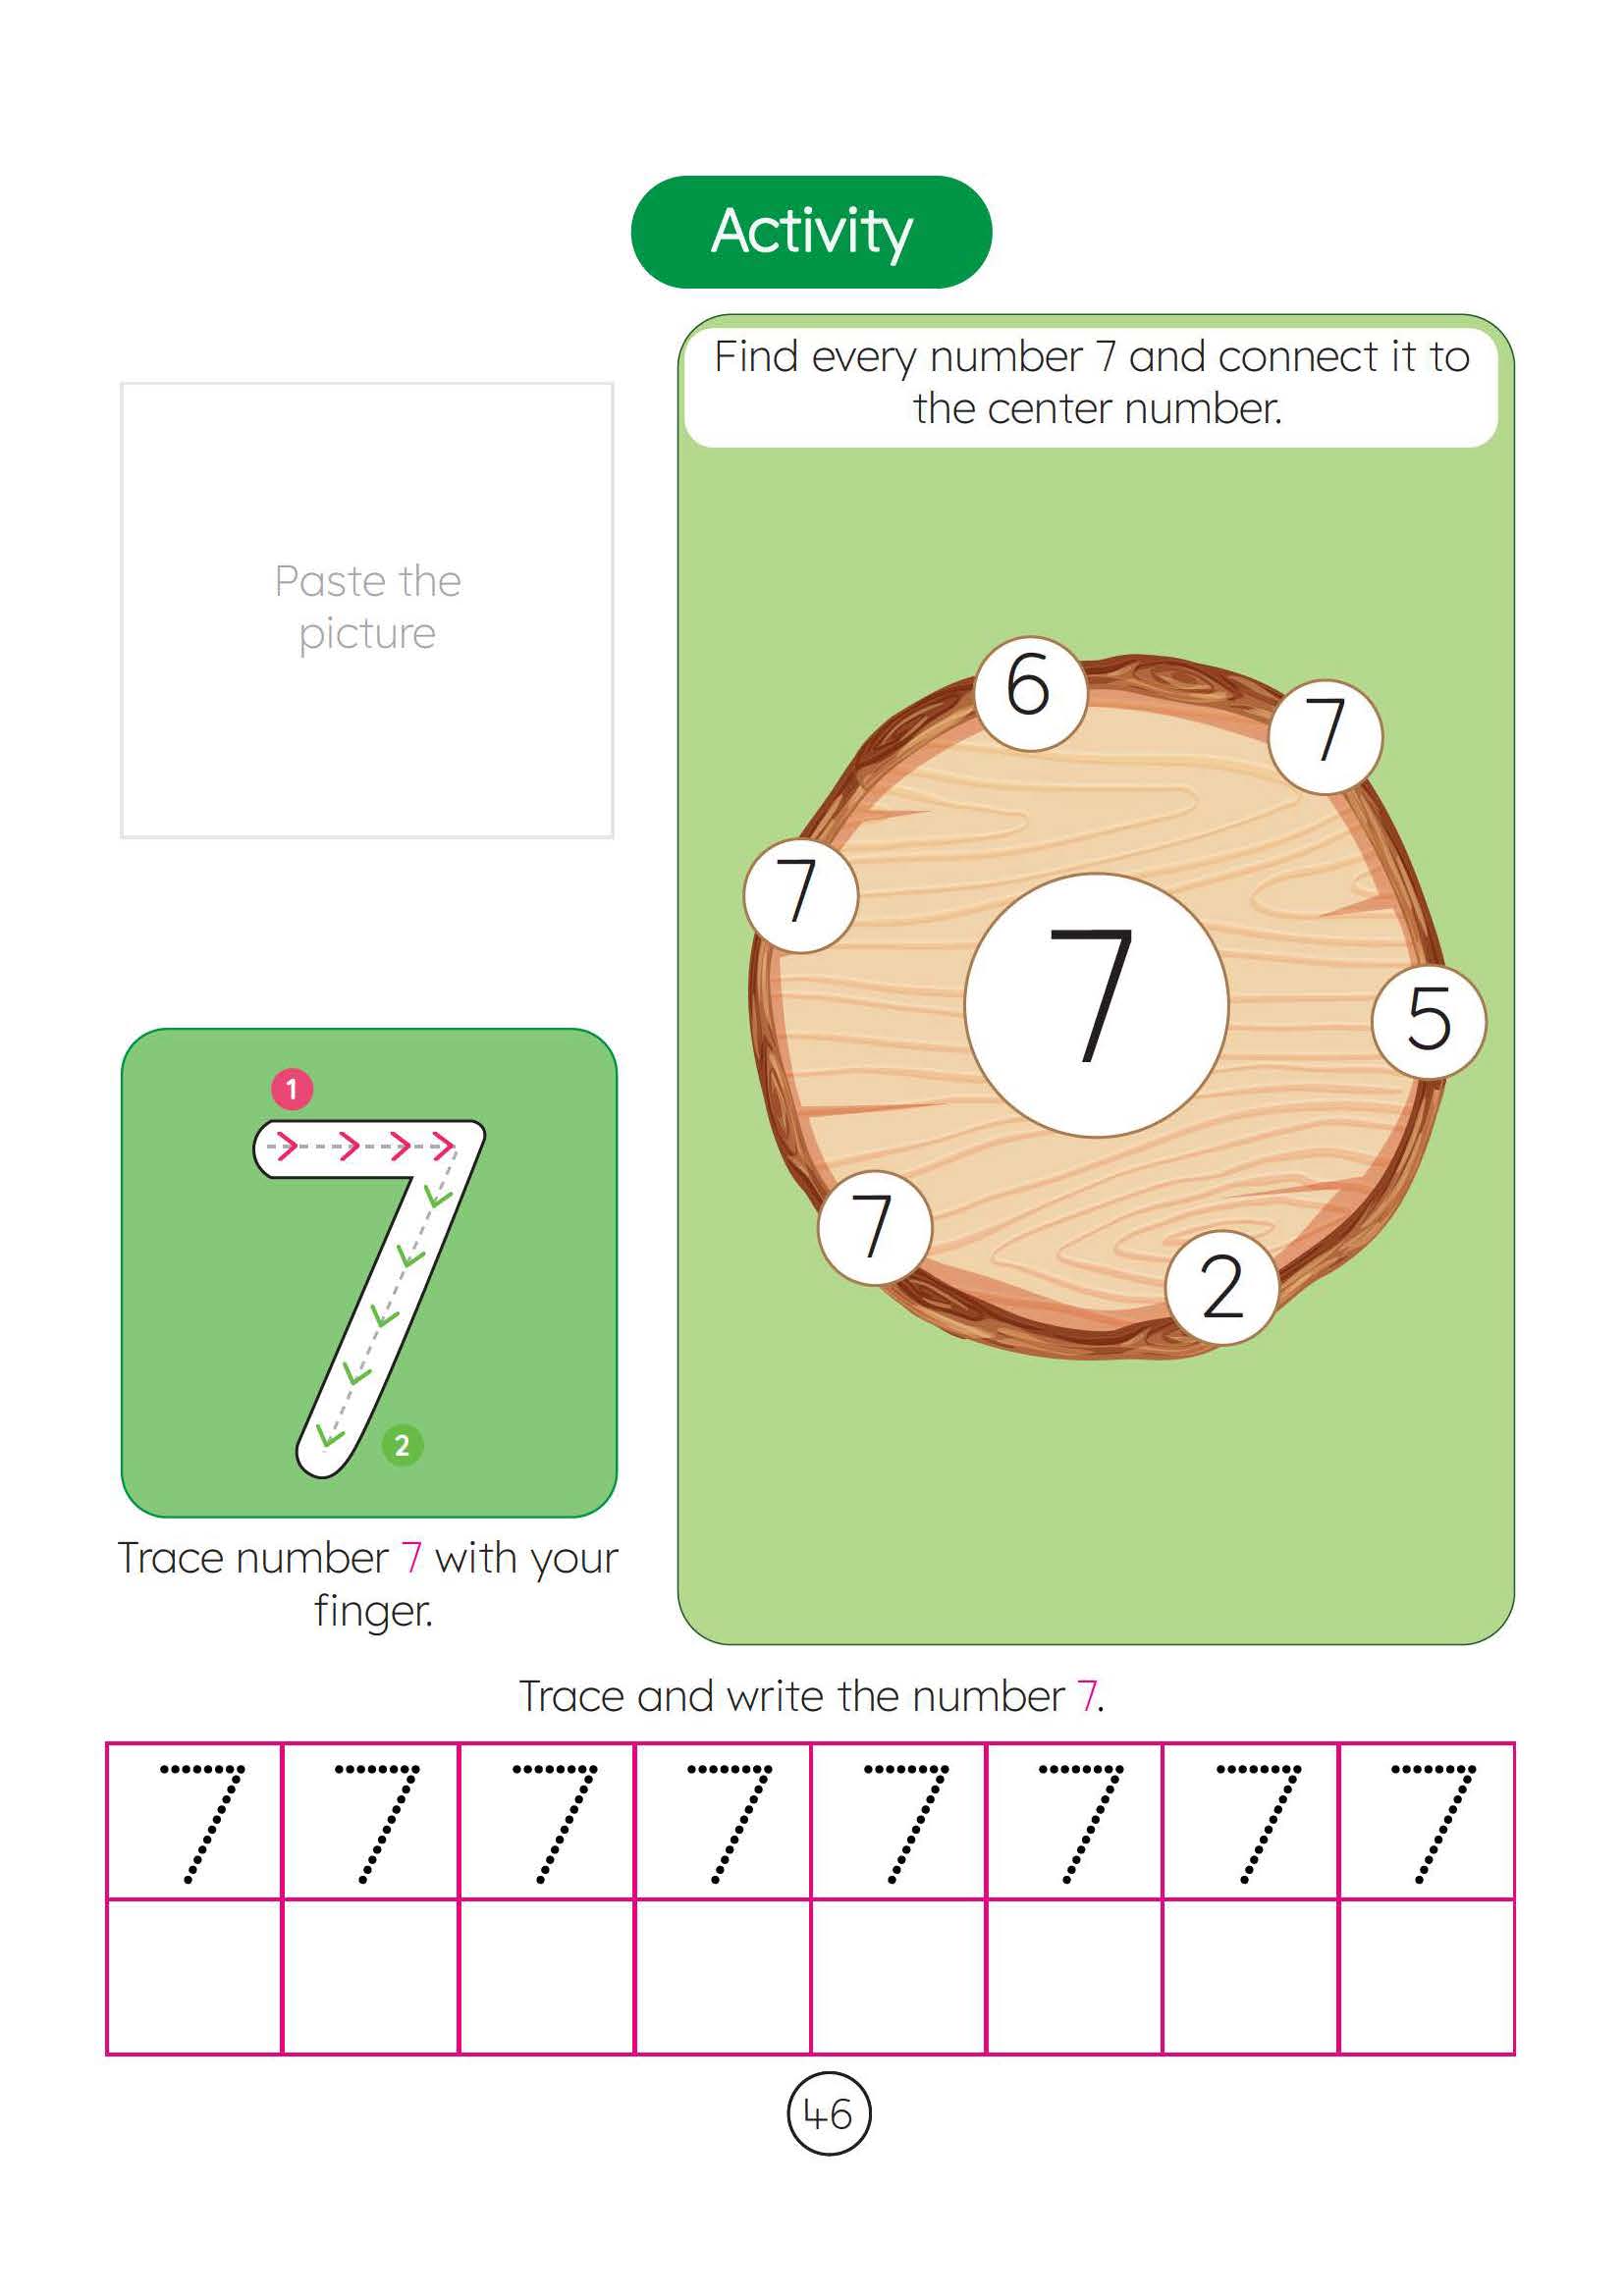 Activity
Find every number 7 and connect it to
the center number.
Paste the
picture
6
7
7
7
5
7
2
1
2
Trace number 7 with your
finger.
Trace and write the number 7.
7 7 7 7 7 7 7 7
46